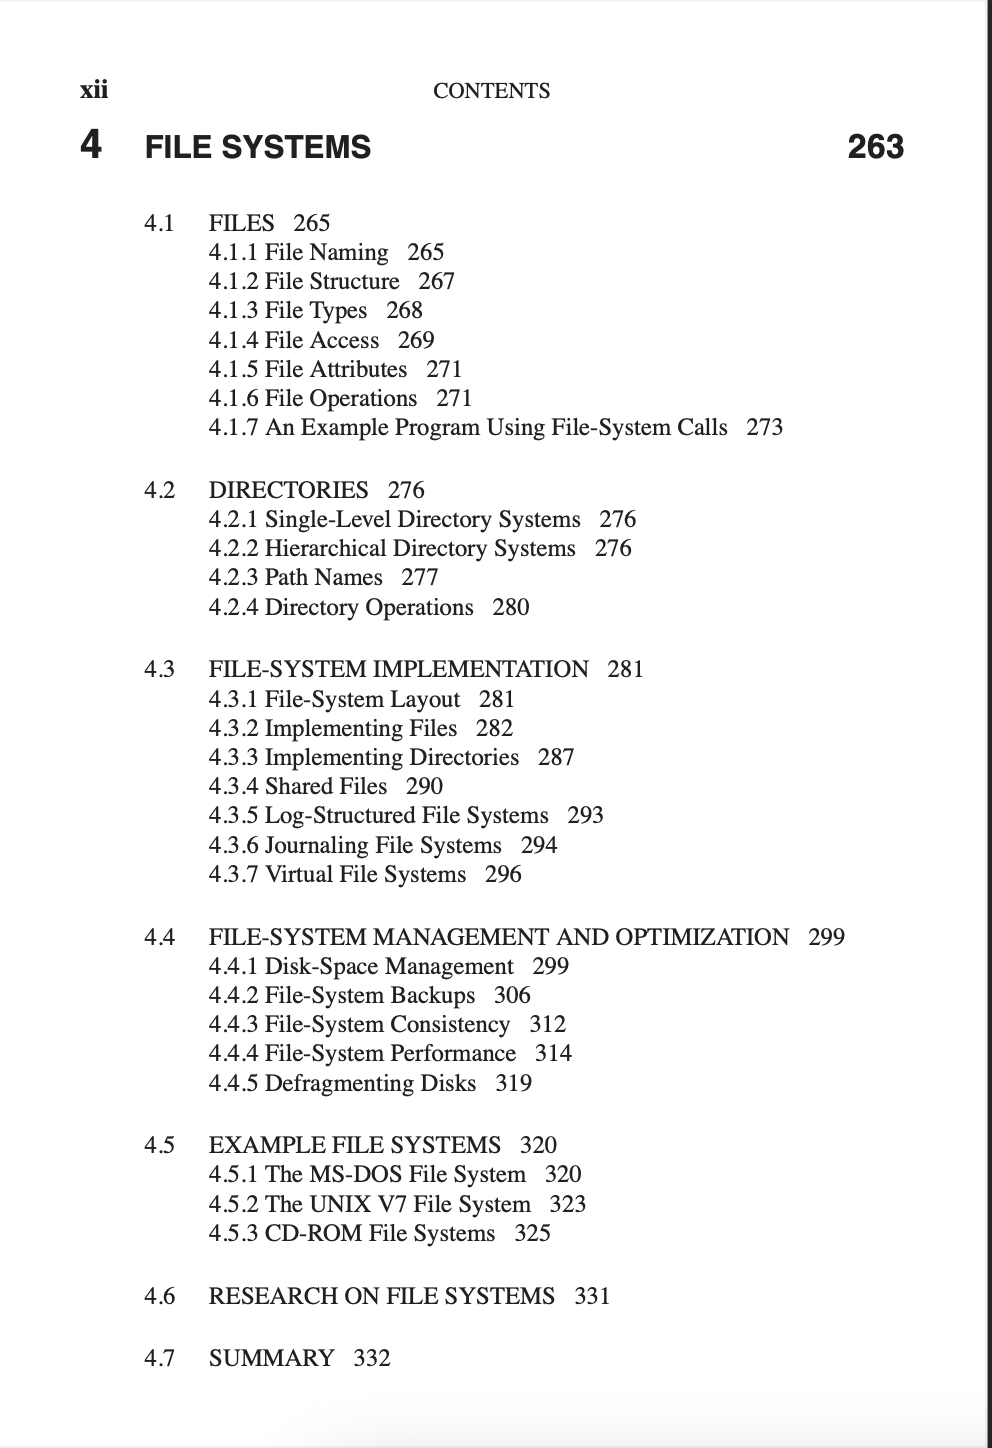 xii CONTENTS
4 FILE SYSTEMS 263
4.1 FILES 265
4.1.1 File Naming 265
4.1.2 File Structure 267
4.1.3 File Types 268
4.1.4 File Access 269
4.1.5 File Attributes 271
4.1.6 File Operations 271
4.1.7 An Example Program Using File-System Calls 273
4.2 DIRECTORIES 276
4.2.1 Single-Level Directory Systems 276
4.2.2 Hierarchical Directory Systems 276
4.2.3 Path Names 277
4.2.4 Directory Operations 280
4.3 FILE-SYSTEM IMPLEMENTATION 281
4.3.1 File-System Layout 281
4.3.2 Implementing Files 282
4.3.3 Implementing Directories 287
4.3.4 Shared Files 290
4.3.5 Log-Structured File Systems 293
4.3.6 Journaling File Systems 294
4.3.7 Virtual File Systems 296
4.4 FILE-SYSTEM MANAGEMENT AND OPTIMIZATION 299
4.4.1 Disk-Space Management 299
4.4.2 File-System Backups 306
4.4.3 File-System Consistency 312
4.4.4 File-System Performance 314
4.4.5 Defragmenting Disks 319
4.5 EXAMPLE FILE SYSTEMS 320
4.5.1 The MS-DOS File System 320
4.5.2 The UNIX V7 File System 323
4.5.3 CD-ROM File Systems 325
4.6 RESEARCH ON FILE SYSTEMS 331
4.7 SUMMARY 332